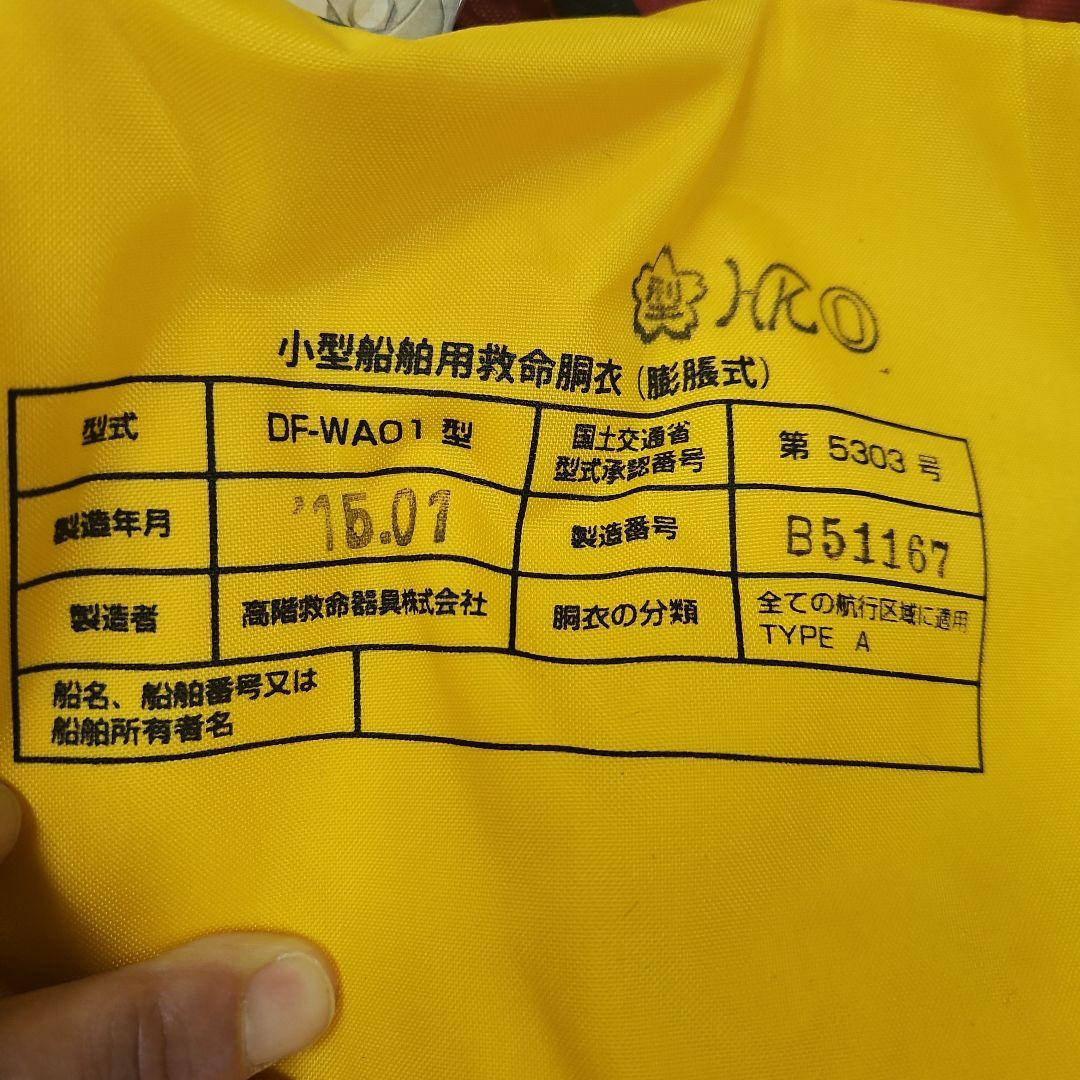 型 HKO
小型船舶用救命胴衣(膨脹式)
型式 DF-WA01 型 国土交通省型式承認番号 第 5303 号
製造年月 '15.01 製造番号 B51167
製造者 高階救命器具株式会社 胴衣の分類 全ての航行区域に適用 TYPE A
船名、船舶番号又は
船舶所有者名